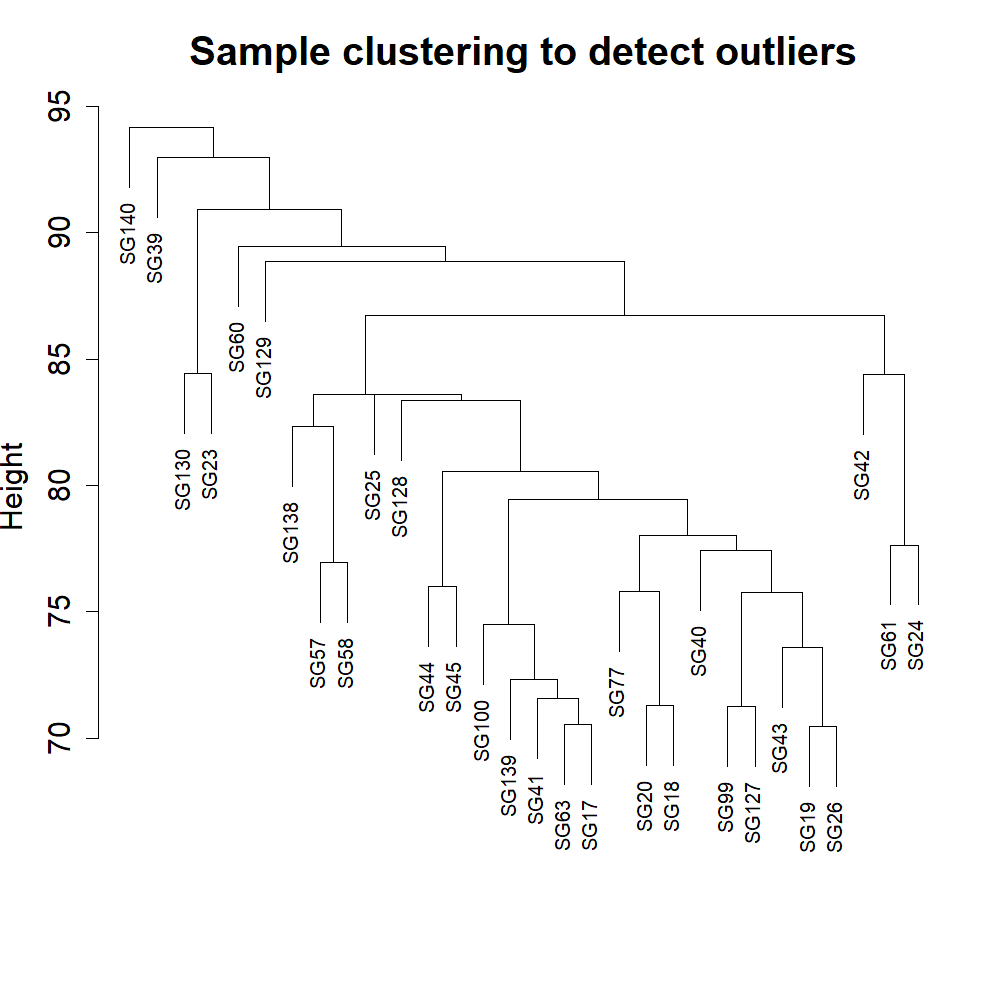 Sample clustering to detect outliers
Height
95
90
85
80
75
70
SG140
SG39
SG130
SG23
SG60
SG129
SG138
SG57
SG58
SG25
SG128
SG44
SG45
SG100
SG139
SG41
SG63
SG17
SG77
SG20
SG18
SG40
SG99
SG127
SG43
SG19
SG26
SG42
SG61
SG24